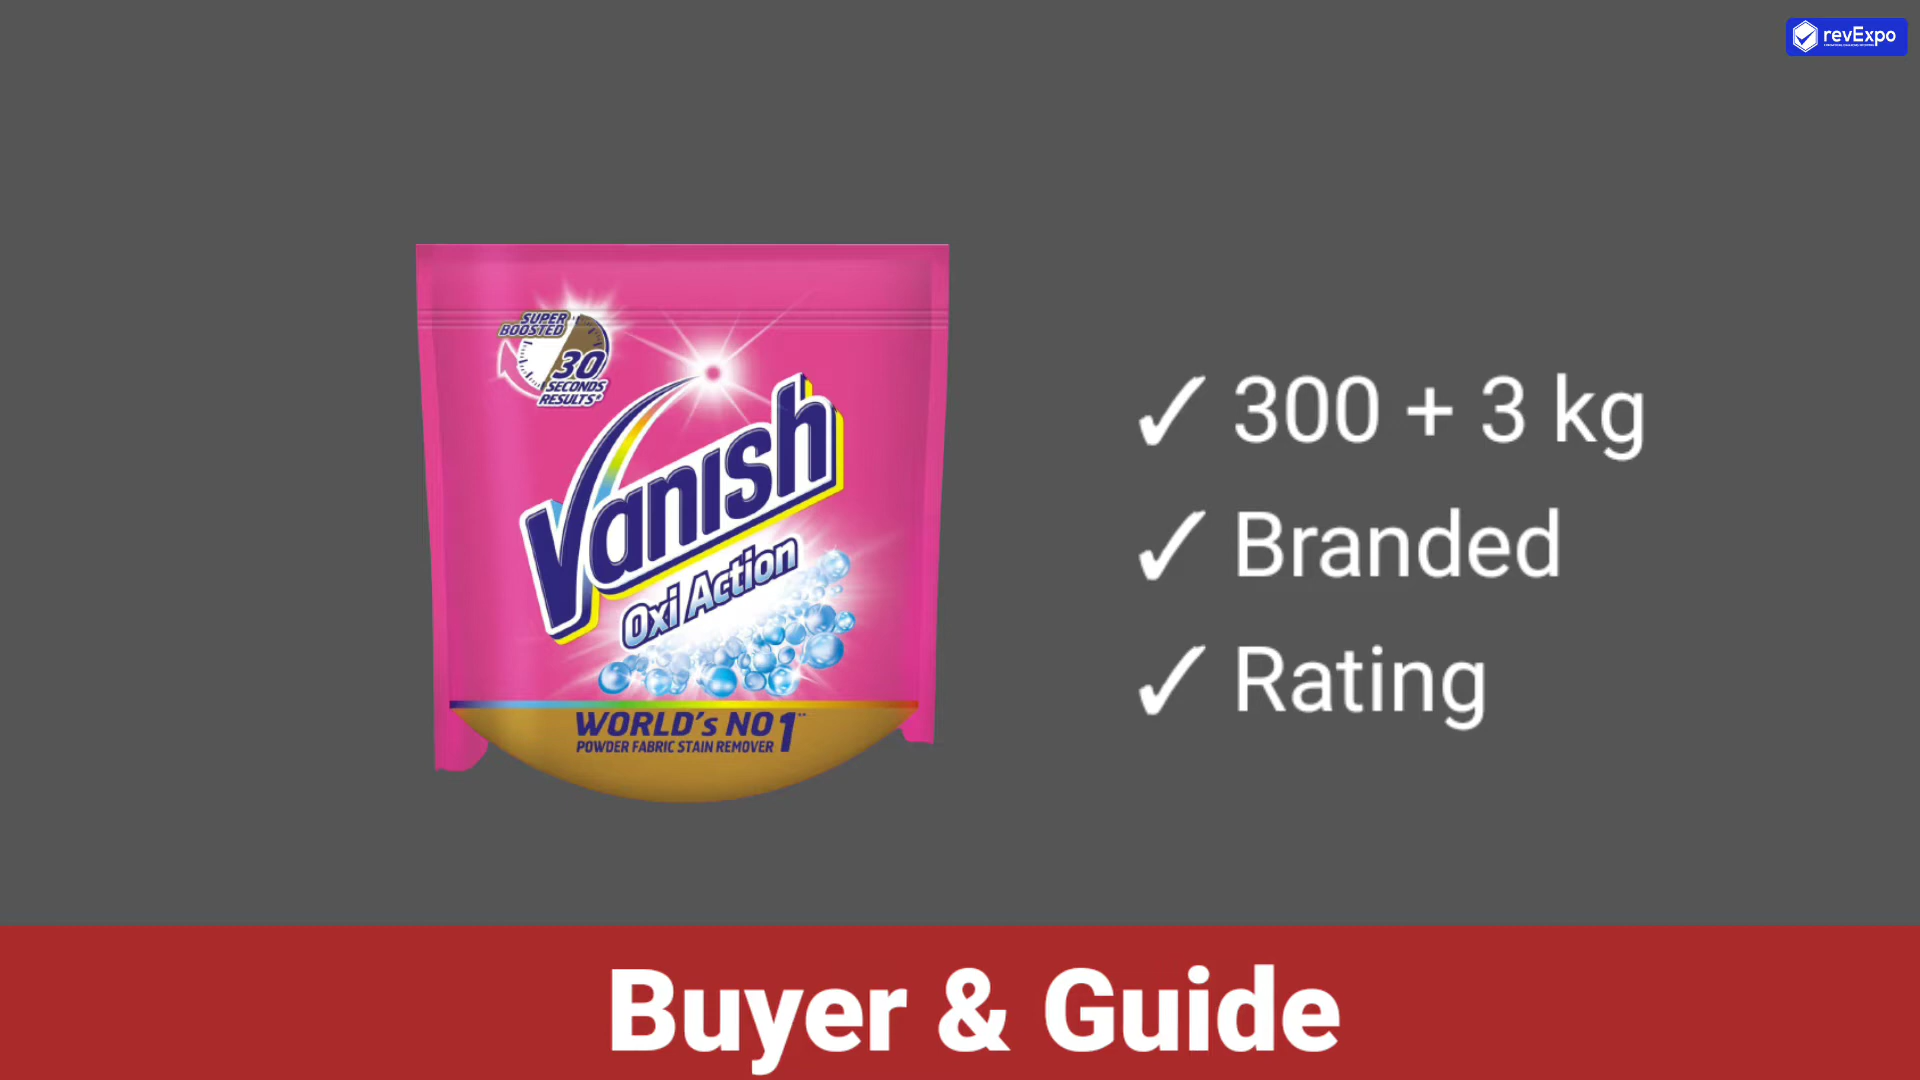 revExpo
SUPER
BOOSTED
30
SECONDS
RESULTS*
Vanish
Oxi Action
WORLD's NO 1**
POWDER FABRIC STAIN REMOVER
✓ 300 + 3 kg
✓ Branded
✓ Rating
Buyer & Guide